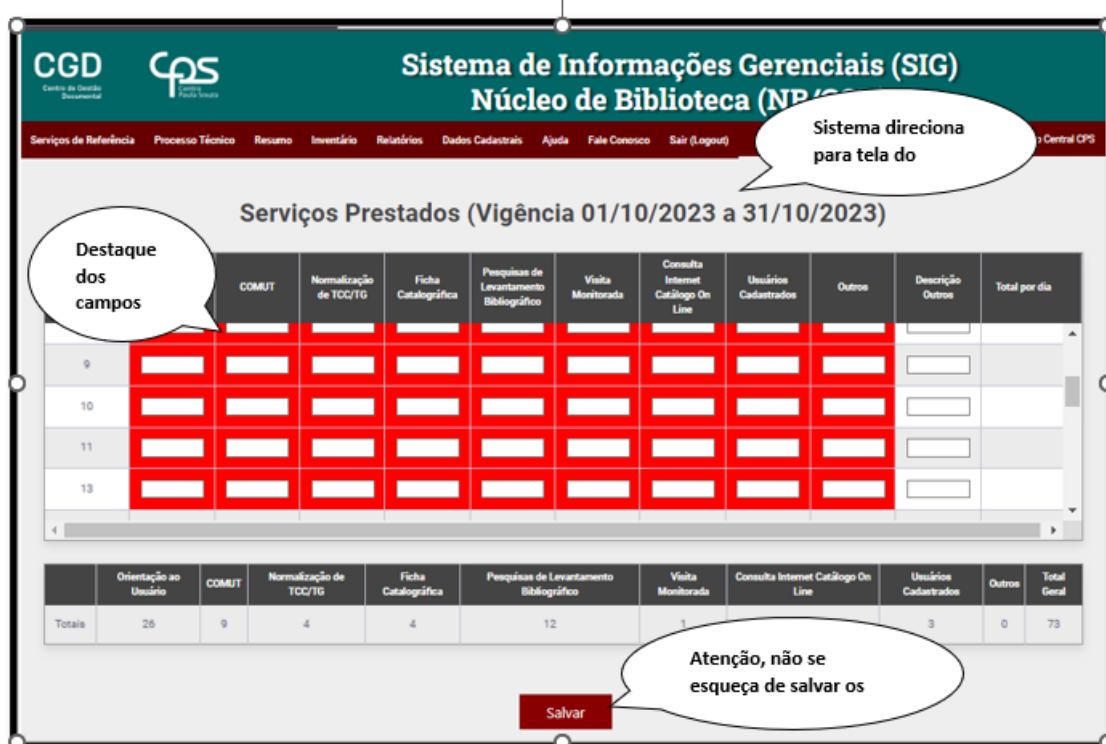 CGD
Centro de Gestão
Documental
Cps
Centro
Paula Souza
Sistema de Informações Gerenciais (SIG)
Núcleo de Biblioteca (NB/
Serviços de Referência Processo Técnico Resumo Inventário Relatórios Dados Cadastrais Ajuda Fale Conosco Sair (Logout) Central CPS
Sistema direciona
para tela do
Serviços Prestados (Vigência 01/10/2023 a 31/10/2023)
Destaque
dos
campos
COMUT
Normalização
de TCC/TG
Ficha
Catalográfica
Pesquisas de
Levantamento
Bibliográfico
Visita
Monitorada
Consulta
Internet
Catálogo On
Line
Usuários
Cadastrados
Outros
Descrição
Outros
Total por dia
9
10
11
13
Orientação ao
Usuário
COMUT
Normalização de
TCC/TG
Ficha
Catalográfica
Pesquisas de Levantamento
Bibliográfico
Visita
Monitorada
Consulta Internet Catálogo On
Line
Usuários
Cadastrados
Outros
Total
Geral
Totais 26 9 4 4 12 1 3 0 73
Atenção, não se
esqueça de salvar os
Salvar